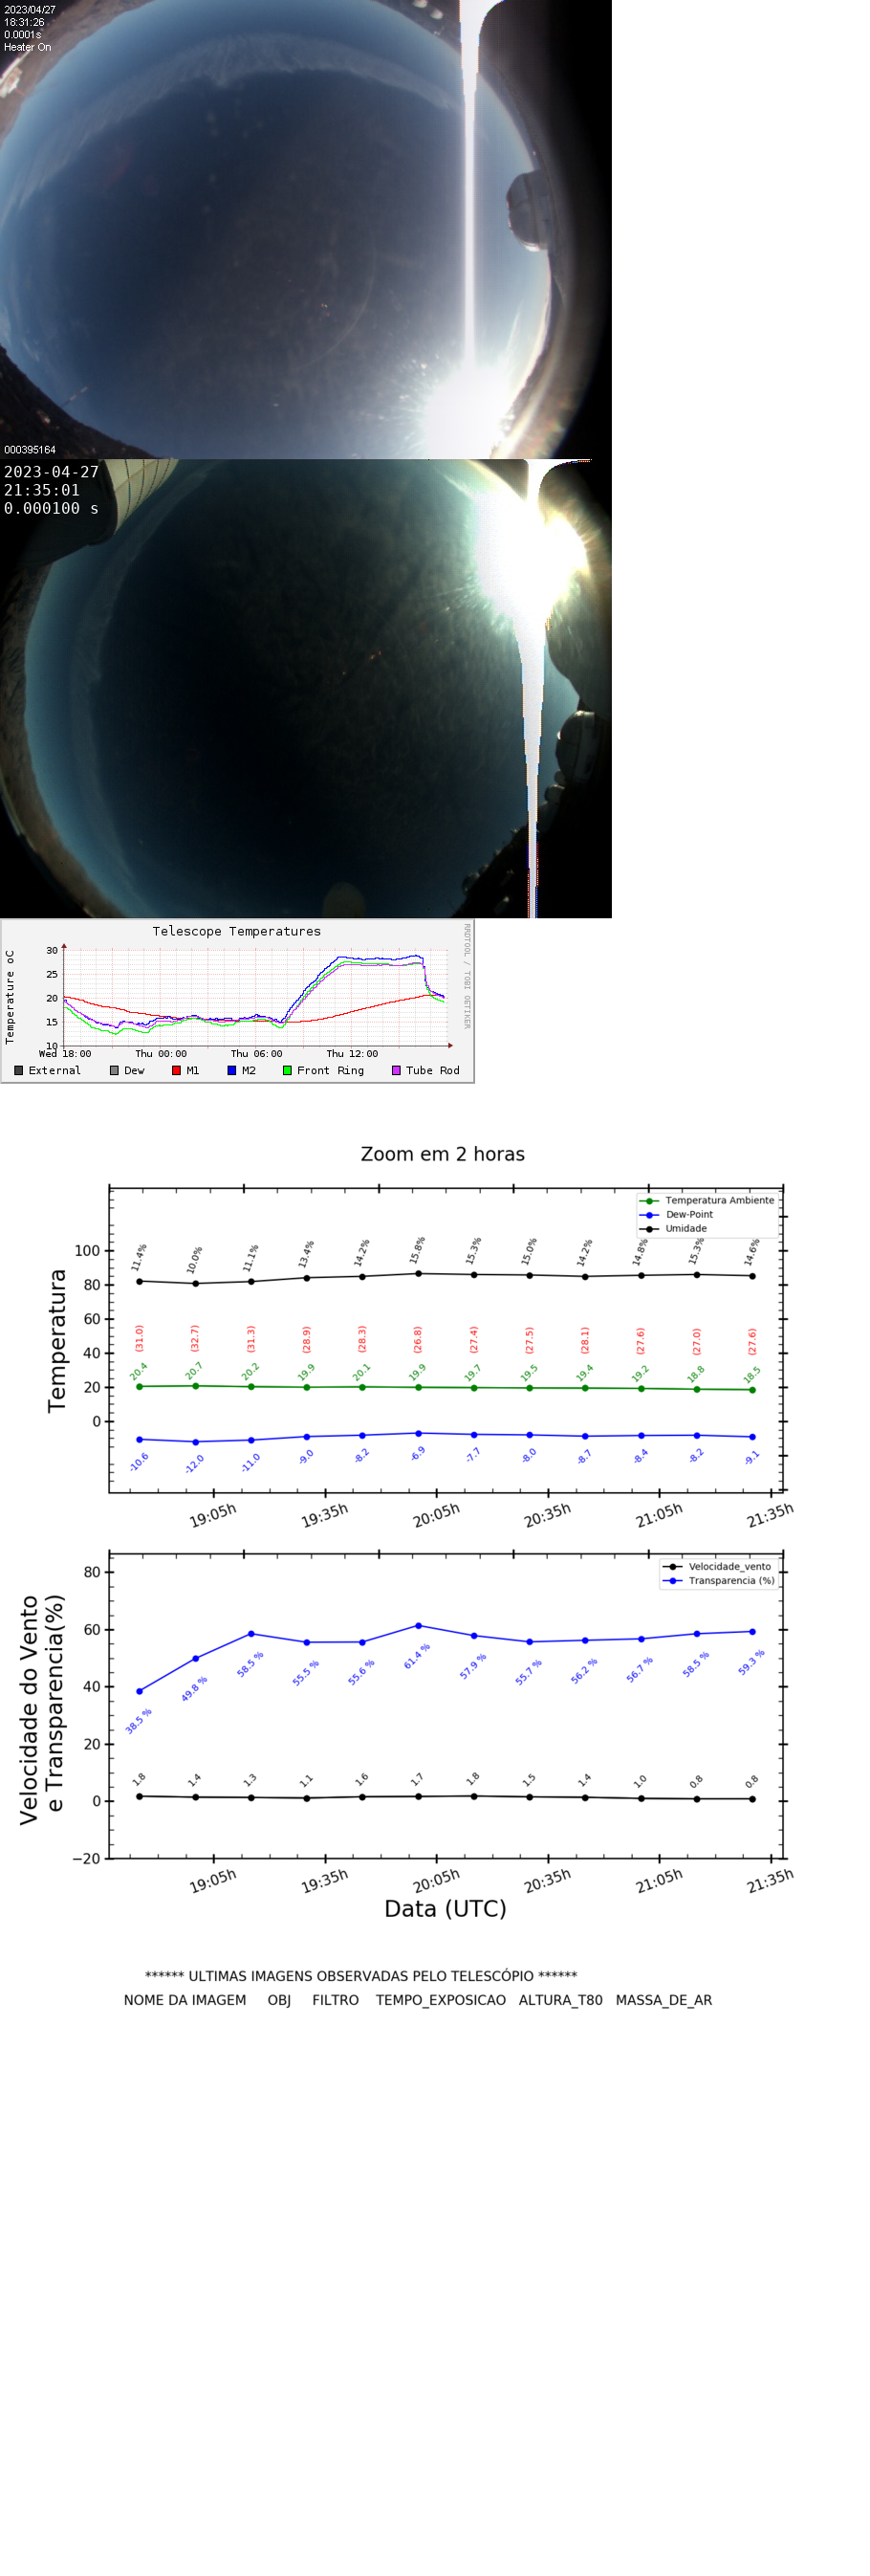 2023/04/27
18:31:26
0.0001s
Heater On
000395164
2023-04-27
21:35:01
0.000100 s
Telescope Temperatures
RRDTOOL / TOBI OETIKER
Temperature oC
30
25
20
15
10
Wed 18:00 Thu 00:00 Thu 06:00 Thu 12:00
External Dew M1 M2 Front Ring Tube Rod
Zoom em 2 horas
Temperatura Ambiente
Dew-Point
Umidade
Temperatura
100
80
60
40
20
0
11.4% 10.0% 11.1% 13.4% 14.2% 15.8% 15.3% 15.0% 14.2% 14.8% 15.3% 14.6%
(31.0) (32.7) (31.3) (28.9) (28.3) (26.8) (27.4) (27.5) (28.1) (27.6) (27.0) (27.6)
20.4 20.7 20.2 19.9 20.1 19.9 19.7 19.5 19.4 19.2 18.8 18.5
-10.6 -12.0 -11.0 -9.0 -8.2 -6.9 -7.7 -8.0 -8.7 -8.4 -8.2 -9.1
19:05h 19:35h 20:05h 20:35h 21:05h 21:35h
Velocidade_vento
Transparencia (%)
Velocidade do Vento
e Transparencia(%)
80
60
40
20
0
−20
38.5 % 49.8 % 58.5 % 55.5 % 55.6 % 61.4 % 57.9 % 55.7 % 56.2 % 56.7 % 58.5 % 59.3 %
1.8 1.4 1.3 1.1 1.6 1.7 1.8 1.5 1.4 1.0 0.8 0.8
19:05h 19:35h 20:05h 20:35h 21:05h 21:35h
Data (UTC)
****** ULTIMAS IMAGENS OBSERVADAS PELO TELESCÓPIO ******
NOME DA IMAGEM OBJ FILTRO TEMPO_EXPOSICAO ALTURA_T80 MASSA_DE_AR